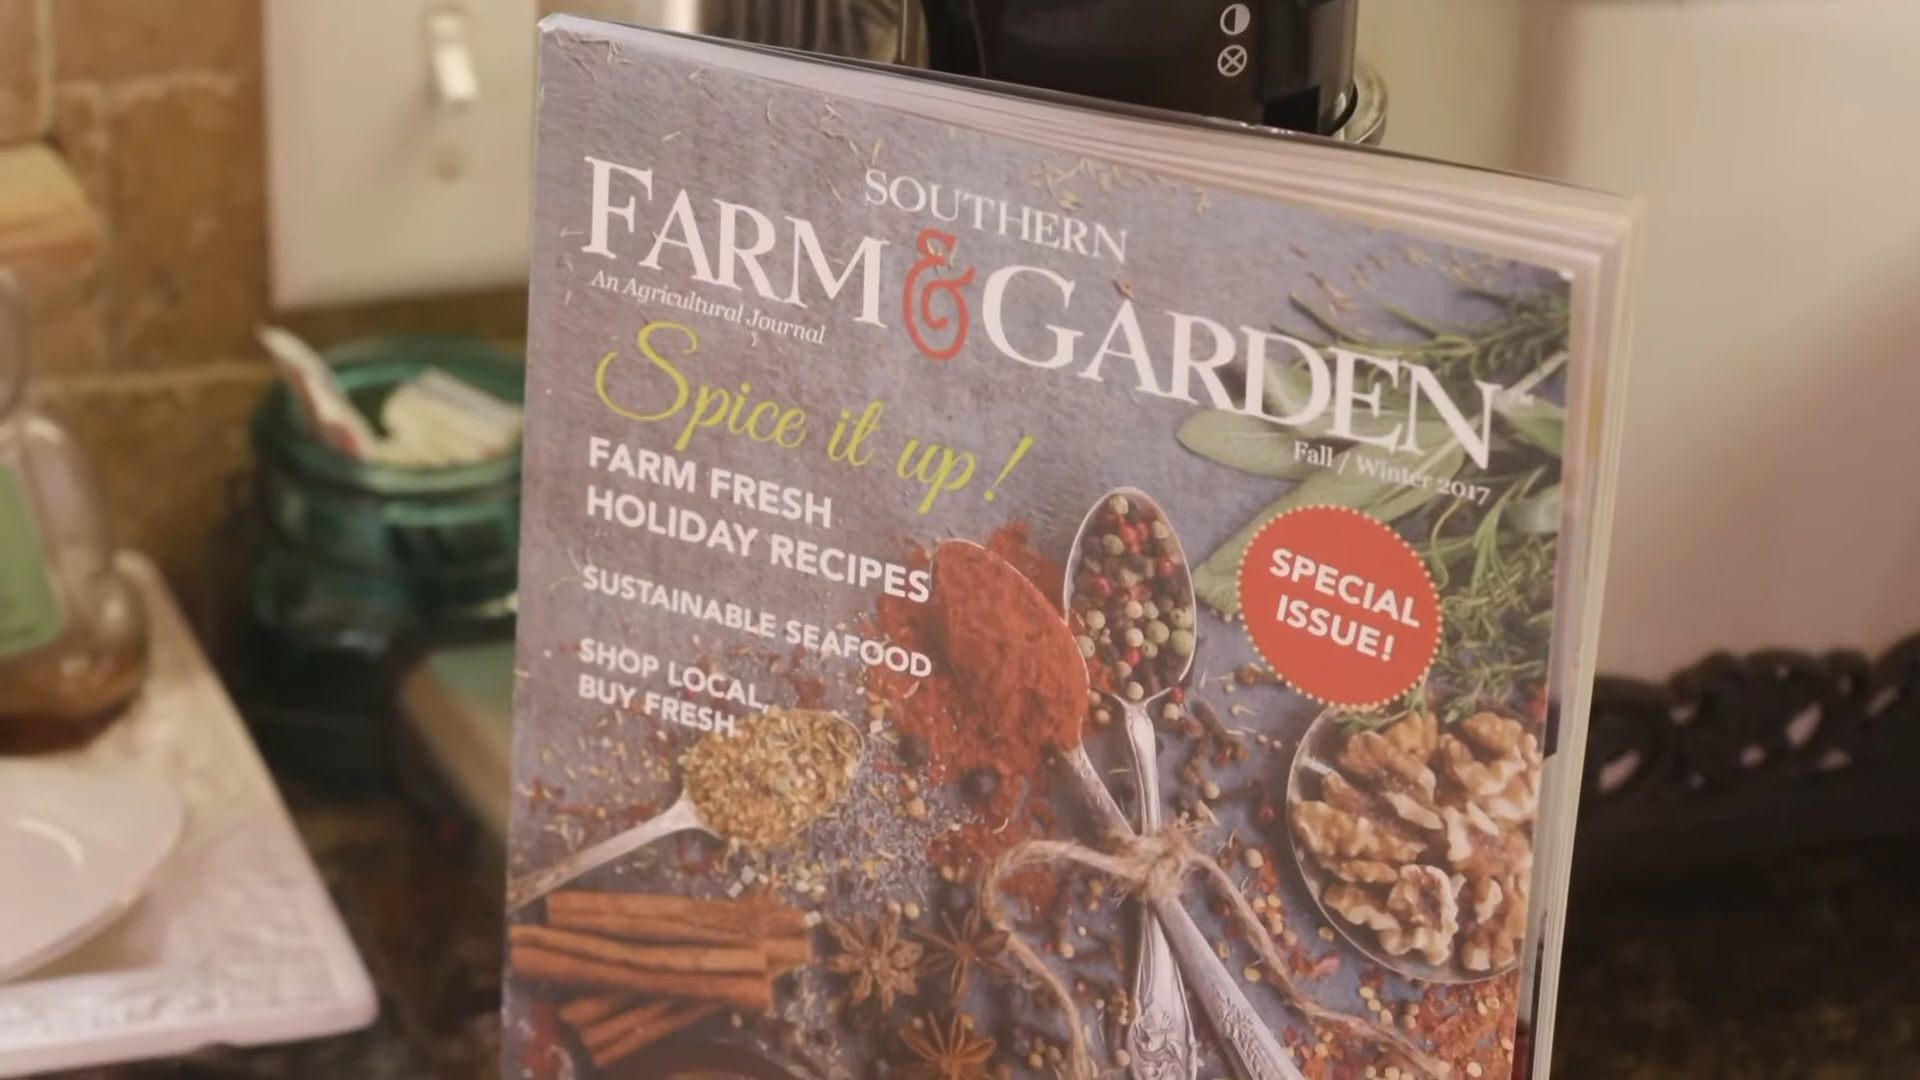 SOUTHERN
FARM & GARDEN
An Agricultural Journal
Fall / Winter 2017
Spice it up!
FARM FRESH
HOLIDAY RECIPES
SUSTAINABLE SEAFOOD
SHOP LOCAL,
BUY FRESH
SPECIAL
ISSUE!